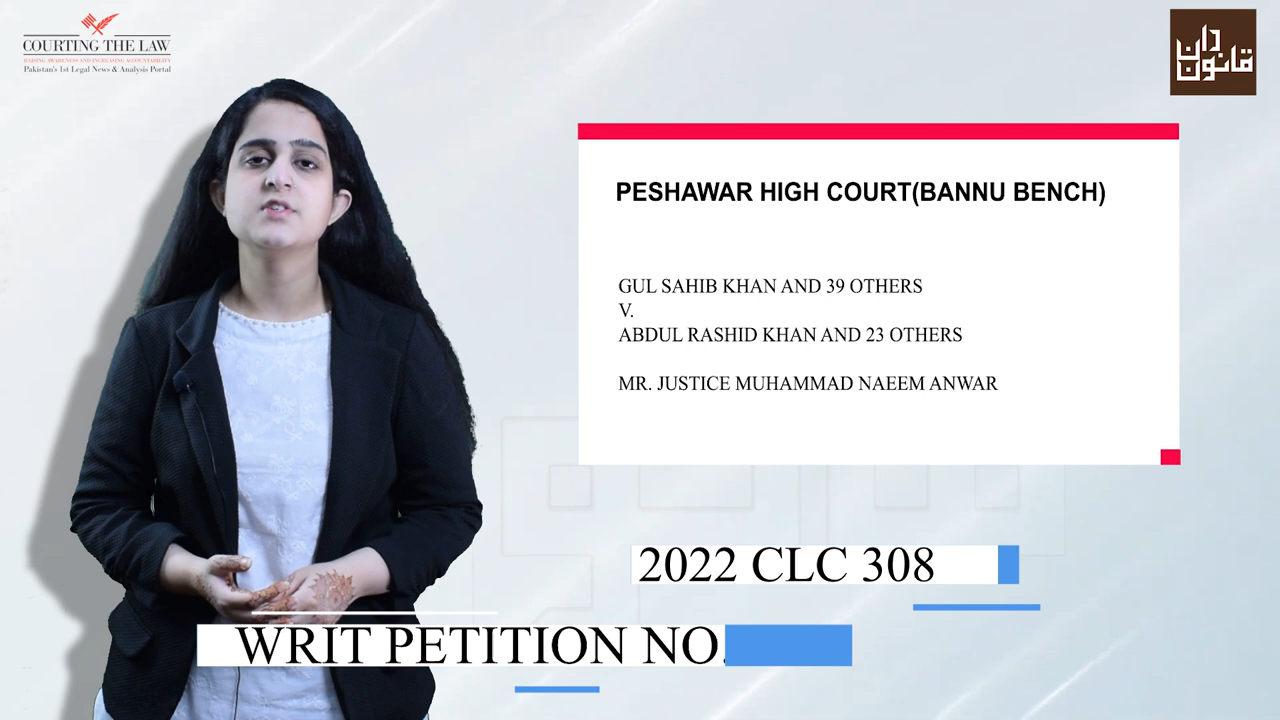 COURTING THE LAW
RAISING AWARENESS AND INCREASING ACCOUNTABILITY
Pakistan's 1st Legal News & Analysis Portal
قانون دان
PESHAWAR HIGH COURT(BANNU BENCH)
GUL SAHIB KHAN AND 39 OTHERS
V.
ABDUL RASHID KHAN AND 23 OTHERS
MR. JUSTICE MUHAMMAD NAEEM ANWAR
2022 CLC 308
WRIT PETITION NO.